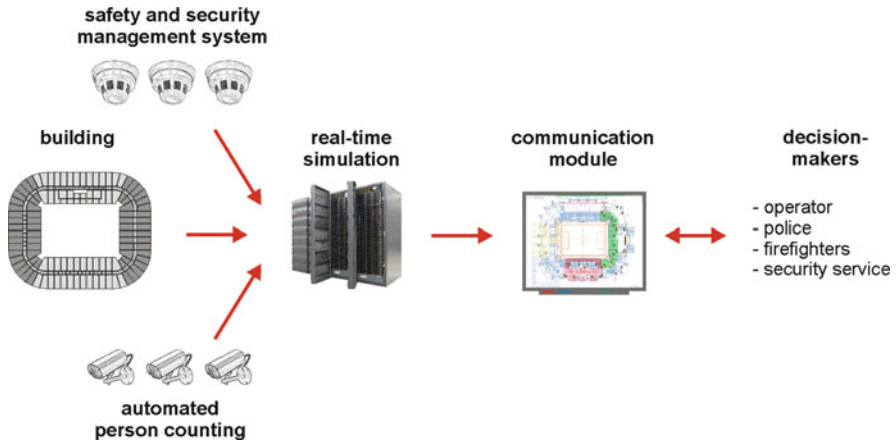 safety and security
management system
building
real-time
simulation
communication
module
decision-
makers
- operator
- police
- firefighters
- security service
automated
person counting